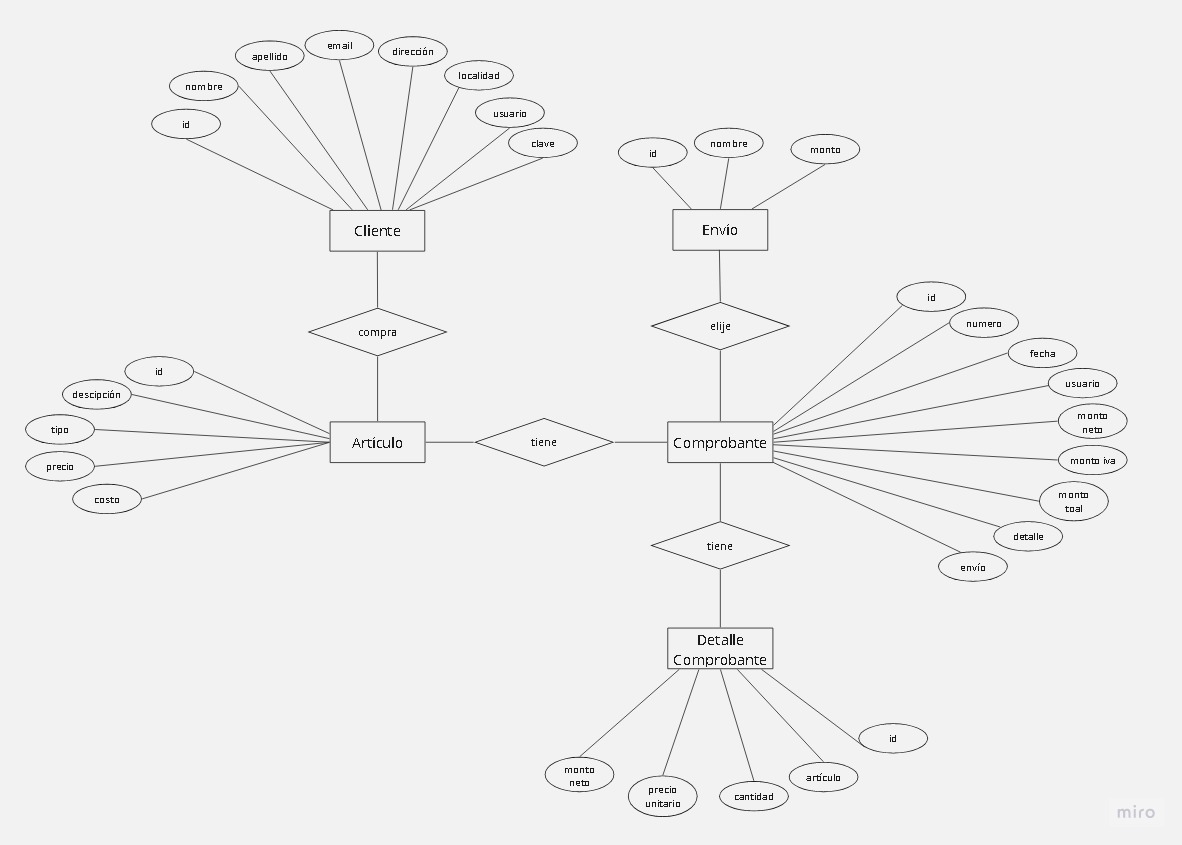 email
dirección
apellido
localidad
nombre
usuario
id
clave
id
nombre
monto
Cliente
Envío
id
numero
elije
compra
fecha
id
usuario
descipción
monto
neto
tipo
Artículo
tiene
Comprobante
monto iva
precio
costo
monto
toal
detalle
tiene
envío
Detalle
Comprobante
id
monto
neto
artículo
precio
unitario
cantidad
miro